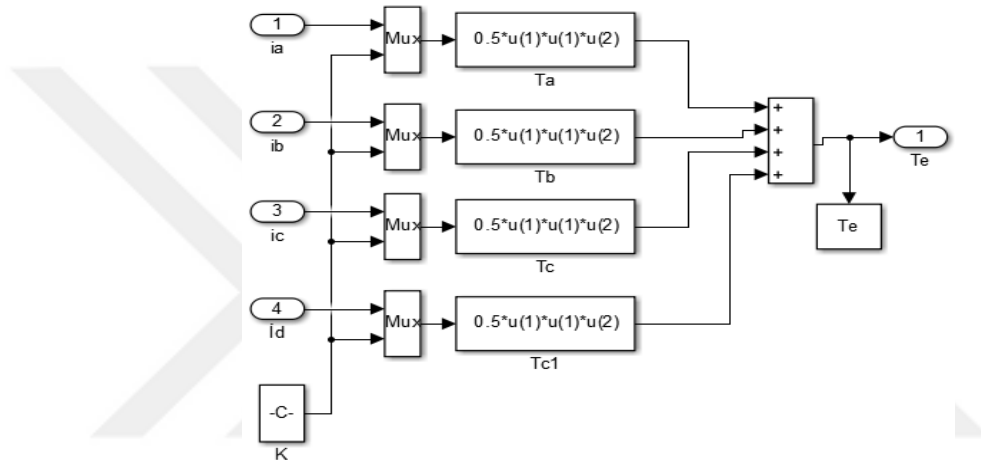 1
ia
Mux
0.5*u(1)*u(1)*u(2)
Ta
2
ib
Mux
0.5*u(1)*u(1)*u(2)
Tb
3
ic
Mux
0.5*u(1)*u(1)*u(2)
Tc
4
İd
Mux
0.5*u(1)*u(1)*u(2)
Tc1
-C-
K
+
+
+
+
1
Te
Te